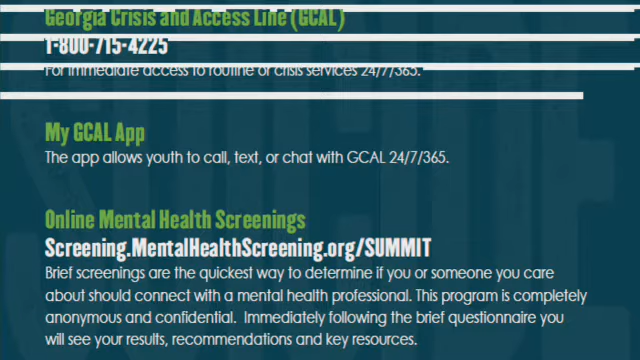 Georgia Crisis and Access Line (GCAL)
1-800-715-4225
For immediate access to routine or crisis services 24/7/365.
My GCAL App
The app allows youth to call, text, or chat with GCAL 24/7/365.
Online Mental Health Screenings
Screening.MentalHealthScreening.org/SUMMIT
Brief screenings are the quickest way to determine if you or someone you care
about should connect with a mental health professional. This program is completely
anonymous and confidential.  Immediately following the brief questionnaire you
will see your results, recommendations and key resources.